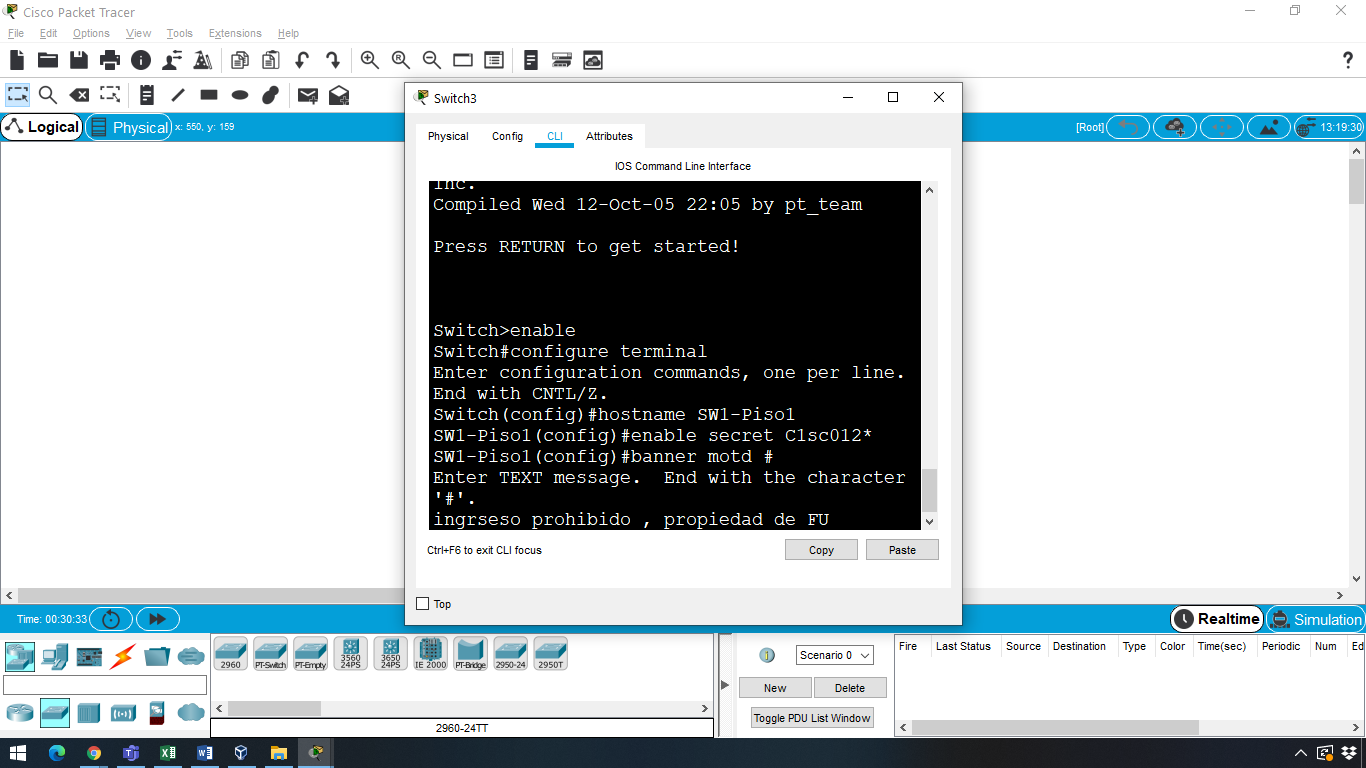 Cisco Packet Tracer
File Edit Options View Tools Extensions Help
Logical Physical x: 550, y: 159
[Root] 13:19:30
Switch3
Physical Config CLI Attributes
IOS Command Line Interface
Inc.
Compiled Wed 12-Oct-05 22:05 by pt_team
Press RETURN to get started!
Switch>enable
Switch#configure terminal
Enter configuration commands, one per line.
End with CNTL/Z.
Switch(config)#hostname SW1-Piso1
SW1-Piso1(config)#enable secret C1sc012*
SW1-Piso1(config)#banner motd #
Enter TEXT message.  End with the character
'#'.
ingrseso prohibido , propiedad de FU
Ctrl+F6 to exit CLI focus
Copy Paste
Top
Time: 00:30:33
Realtime Simulation
2960 PT-Switch PT-Empty 3560 24PS 3650 24PS IE 2000 PT-Bridge 2950-24 2950T
2960-24TT
Scenario 0
New Delete
Toggle PDU List Window
Fire Last Status Source Destination Type Color Time(sec) Periodic Num Ed